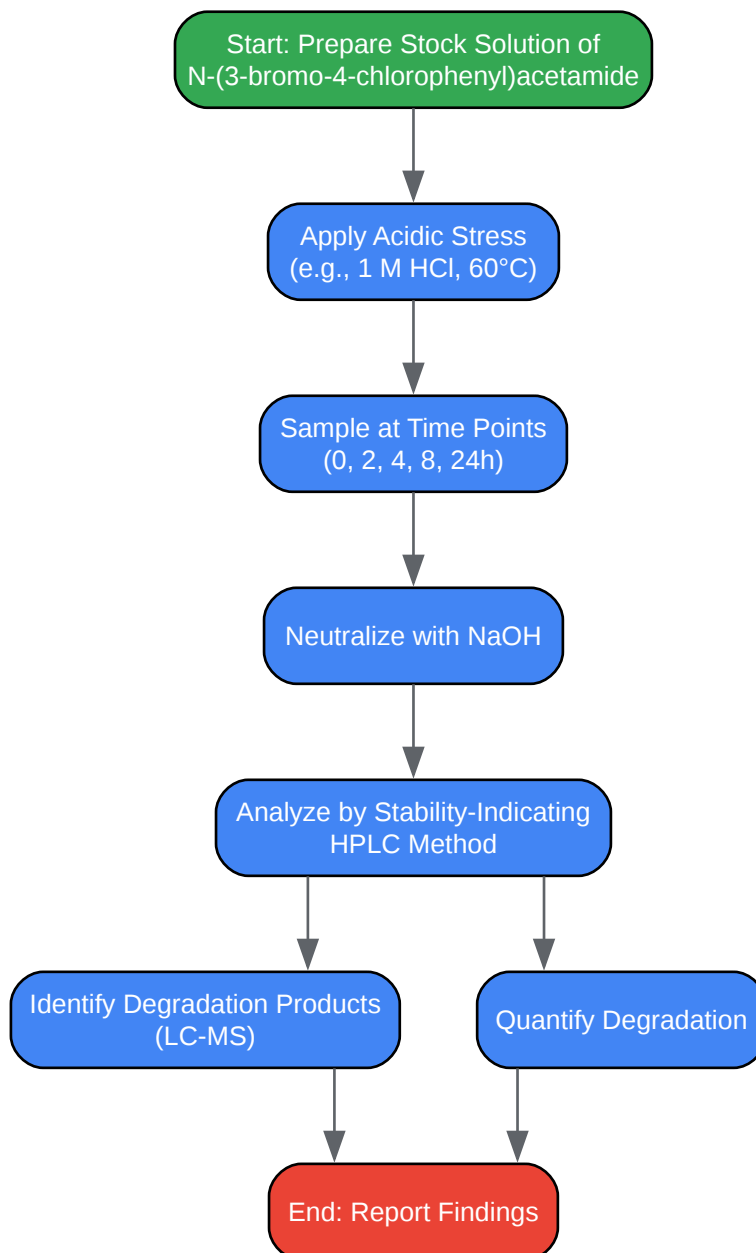 Start: Prepare Stock Solution of
N-(3-bromo-4-chlorophenyl)acetamide
Apply Acidic Stress
(e.g., 1 M HCl, 60°C)
Sample at Time Points
(0, 2, 4, 8, 24h)
Neutralize with NaOH
Analyze by Stability-Indicating
HPLC Method
Identify Degradation Products
(LC-MS)
Quantify Degradation
End: Report Findings